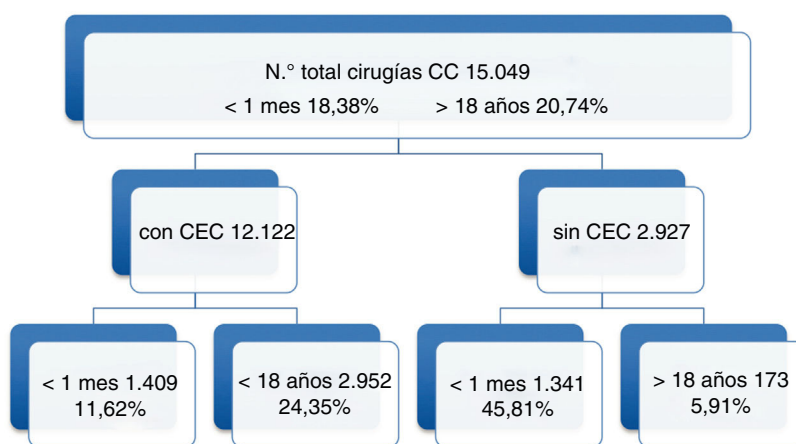 N.° total cirugías CC 15.049
< 1 mes 18,38% > 18 años 20,74%
con CEC 12.122
sin CEC 2.927
< 1 mes 1.409
11,62%
< 18 años 2.952
24,35%
< 1 mes 1.341
45,81%
> 18 años 173
5,91%